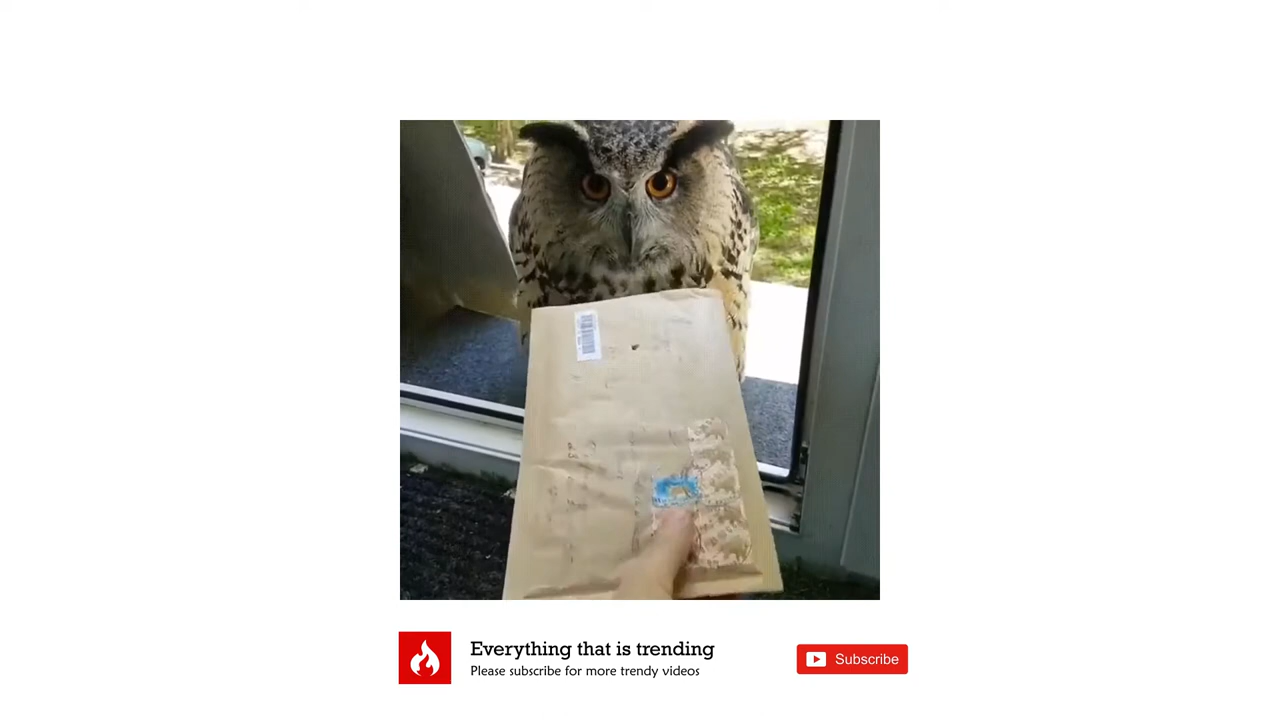 Everything that is trending
Please subscribe for more trendy videos
Subscribe